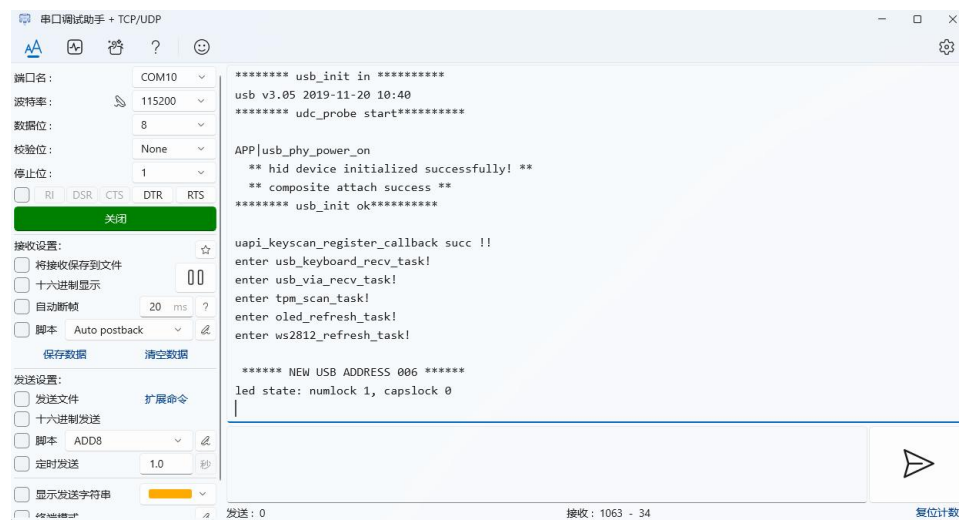 串口调试助手 + TCP/UDP
端口名: COM10
波特率: 115200
数据位: 8
校验位: None
停止位: 1
RI DSR CTS DTR RTS
关闭
接收设置:
将接收保存到文件
十六进制显示
自动断帧 20 ms ?
脚本 Auto postback
保存数据 清空数据
发送设置:
发送文件 扩展命令
十六进制发送
脚本 ADD8
定时发送 1.0 秒
显示发送字符串
******** usb_init in **********
usb v3.05 2019-11-20 10:40
******** udc_probe start**********
APP|usb_phy_power_on
** hid device initialized successfully! **
** composite attach success **
******** usb_init ok**********
uapi_keyscan_register_callback succ !!
enter usb_keyboard_recv_task!
enter usb_via_recv_task!
enter tpm_scan_task!
enter oled_refresh_task!
enter ws2812_refresh_task!
****** NEW USB ADDRESS 006 ******
led state: numlock 1, capslock 0
发送: 0 接收: 1063 - 34 复位计数